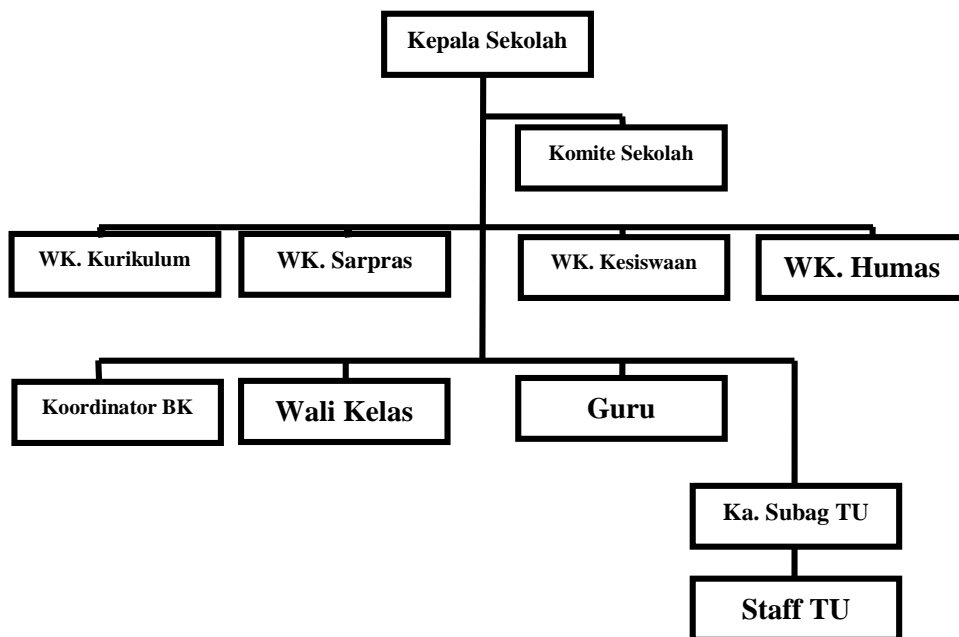 Kepala Sekolah
Komite Sekolah
WK. Kurikulum
WK. Sarpras
WK. Kesiswaan
WK. Humas
Koordinator BK
Wali Kelas
Guru
Ka. Subag TU
Staff TU